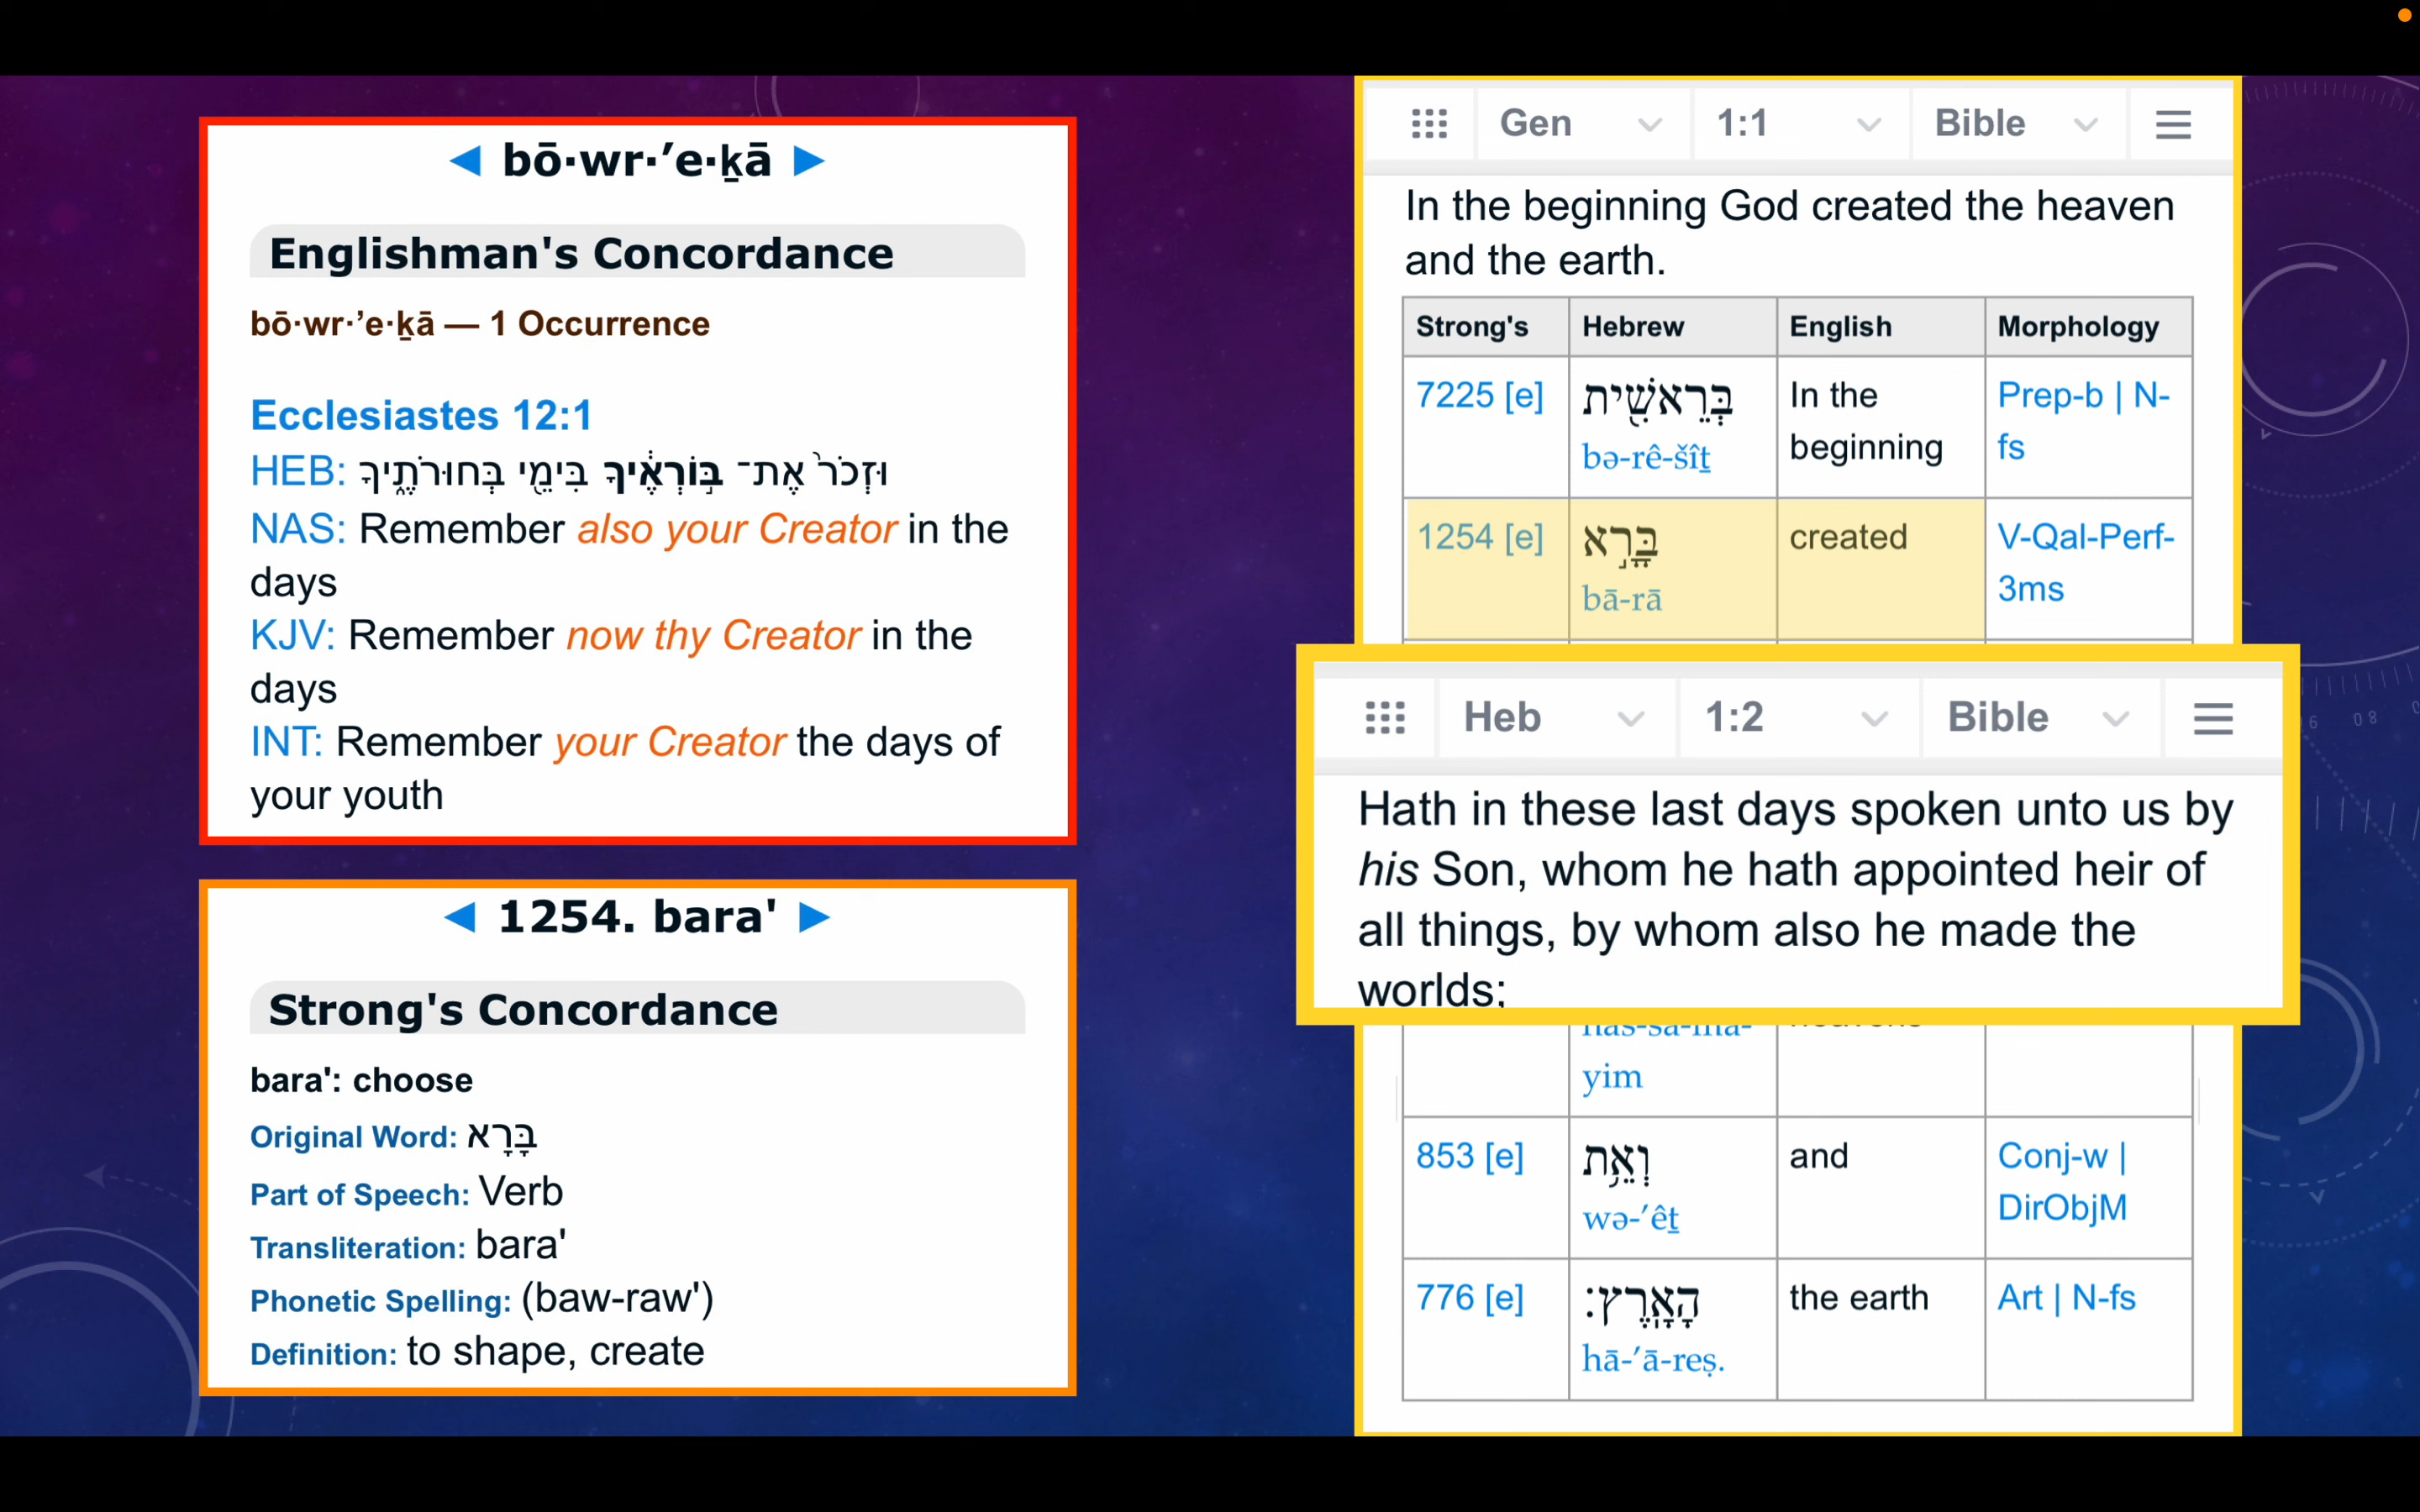 ◀ bō·wr·’e·ḵā ▶
Englishman's Concordance
bō·wr·’e·ḵā — 1 Occurrence
Ecclesiastes 12:1
HEB: וּזְכֹר֙ אֶת־ בּ֣וֹרְאֶ֔יךָ בִּימֵ֖י בְּחוּרֹתֶ֑יךָ
NAS: Remember also your Creator in the
days
KJV: Remember now thy Creator in the
days
INT: Remember your Creator the days of
your youth
◀ 1254. bara' ▶
Strong's Concordance
bara': choose
Original Word: בָּרָא
Part of Speech: Verb
Transliteration: bara'
Phonetic Spelling: (baw-raw')
Definition: to shape, create
Gen 1:1 Bible
In the beginning God created the heaven
and the earth.
Strong's Hebrew English Morphology
7225 [e] בְּרֵאשִׁ֖ית In the Prep-b | N-
bə-rê-šîṯ beginning fs
1254 [e] בָּרָ֣א created V-Qal-Perf-
bā-rā 3ms
Heb 1:2 Bible
Hath in these last days spoken unto us by
his Son, whom he hath appointed heir of
all things, by whom also he made the
worlds;
yim
853 [e] וְאֵ֥ת and Conj-w |
wə-’êṯ DirObjM
776 [e] הָאָֽרֶץ׃ the earth Art | N-fs
hā-’ā-reṣ.